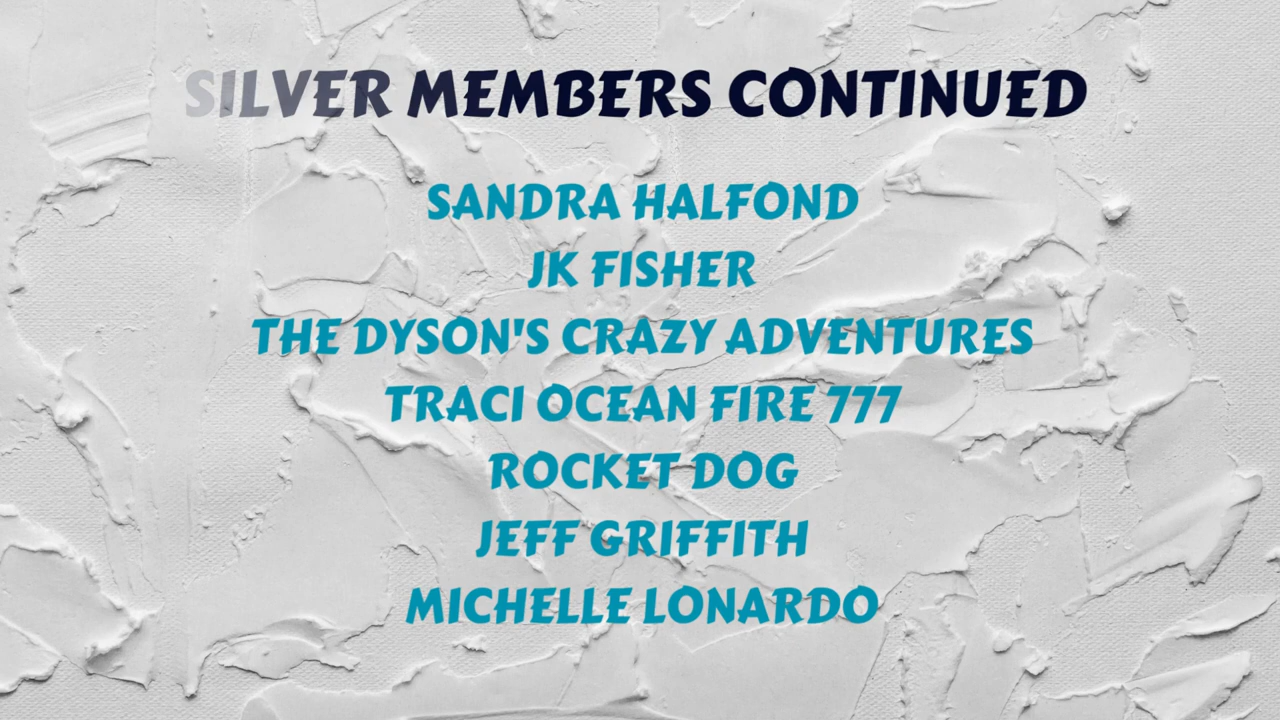 SILVER MEMBERS CONTINUED
SANDRA HALFOND
JK FISHER
THE DYSON'S CRAZY ADVENTURES
TRACI OCEAN FIRE 777
ROCKET DOG
JEFF GRIFFITH
MICHELLE LONARDO